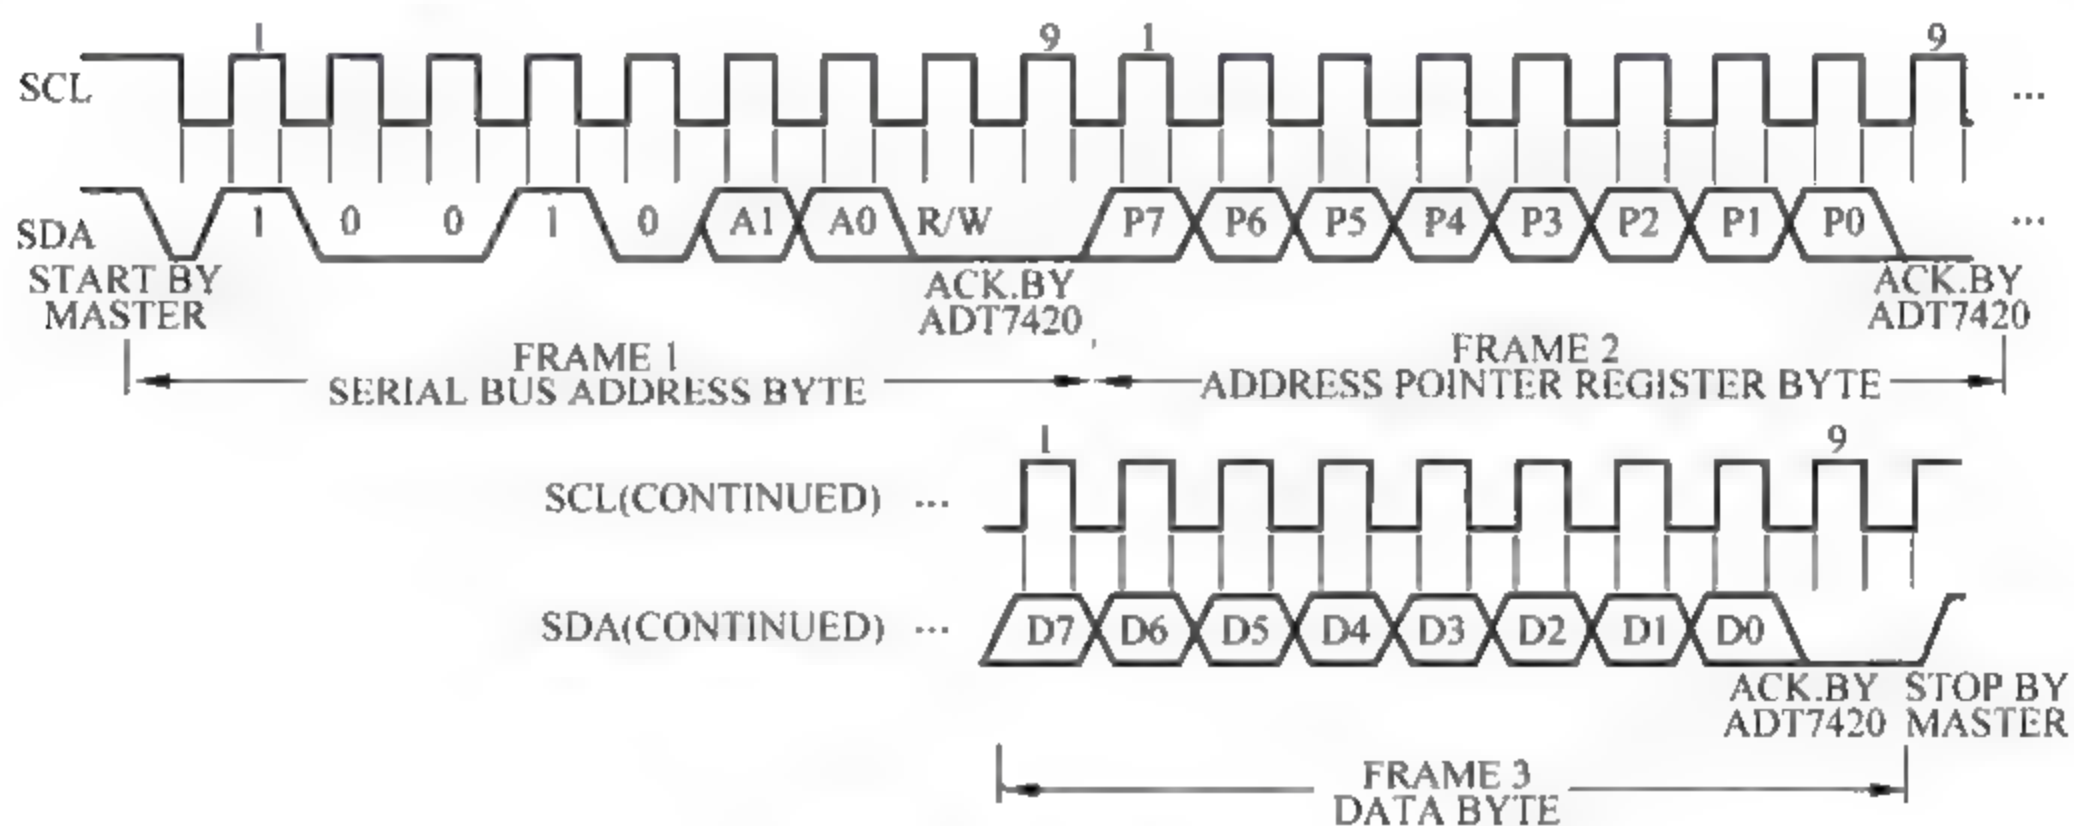 1 9 1 9
SCL ...
SDA 1 0 0 1 0 A1 A0 R/W P7 P6 P5 P4 P3 P2 P1 P0 ...
START BY
MASTER
ACK.BY
ADT7420
ACK.BY
ADT7420
FRAME 1
SERIAL BUS ADDRESS BYTE
FRAME 2
ADDRESS POINTER REGISTER BYTE
1 9
SCL(CONTINUED) ...
SDA(CONTINUED) ... D7 D6 D5 D4 D3 D2 D1 D0
ACK.BY
ADT7420
STOP BY
MASTER
FRAME 3
DATA BYTE